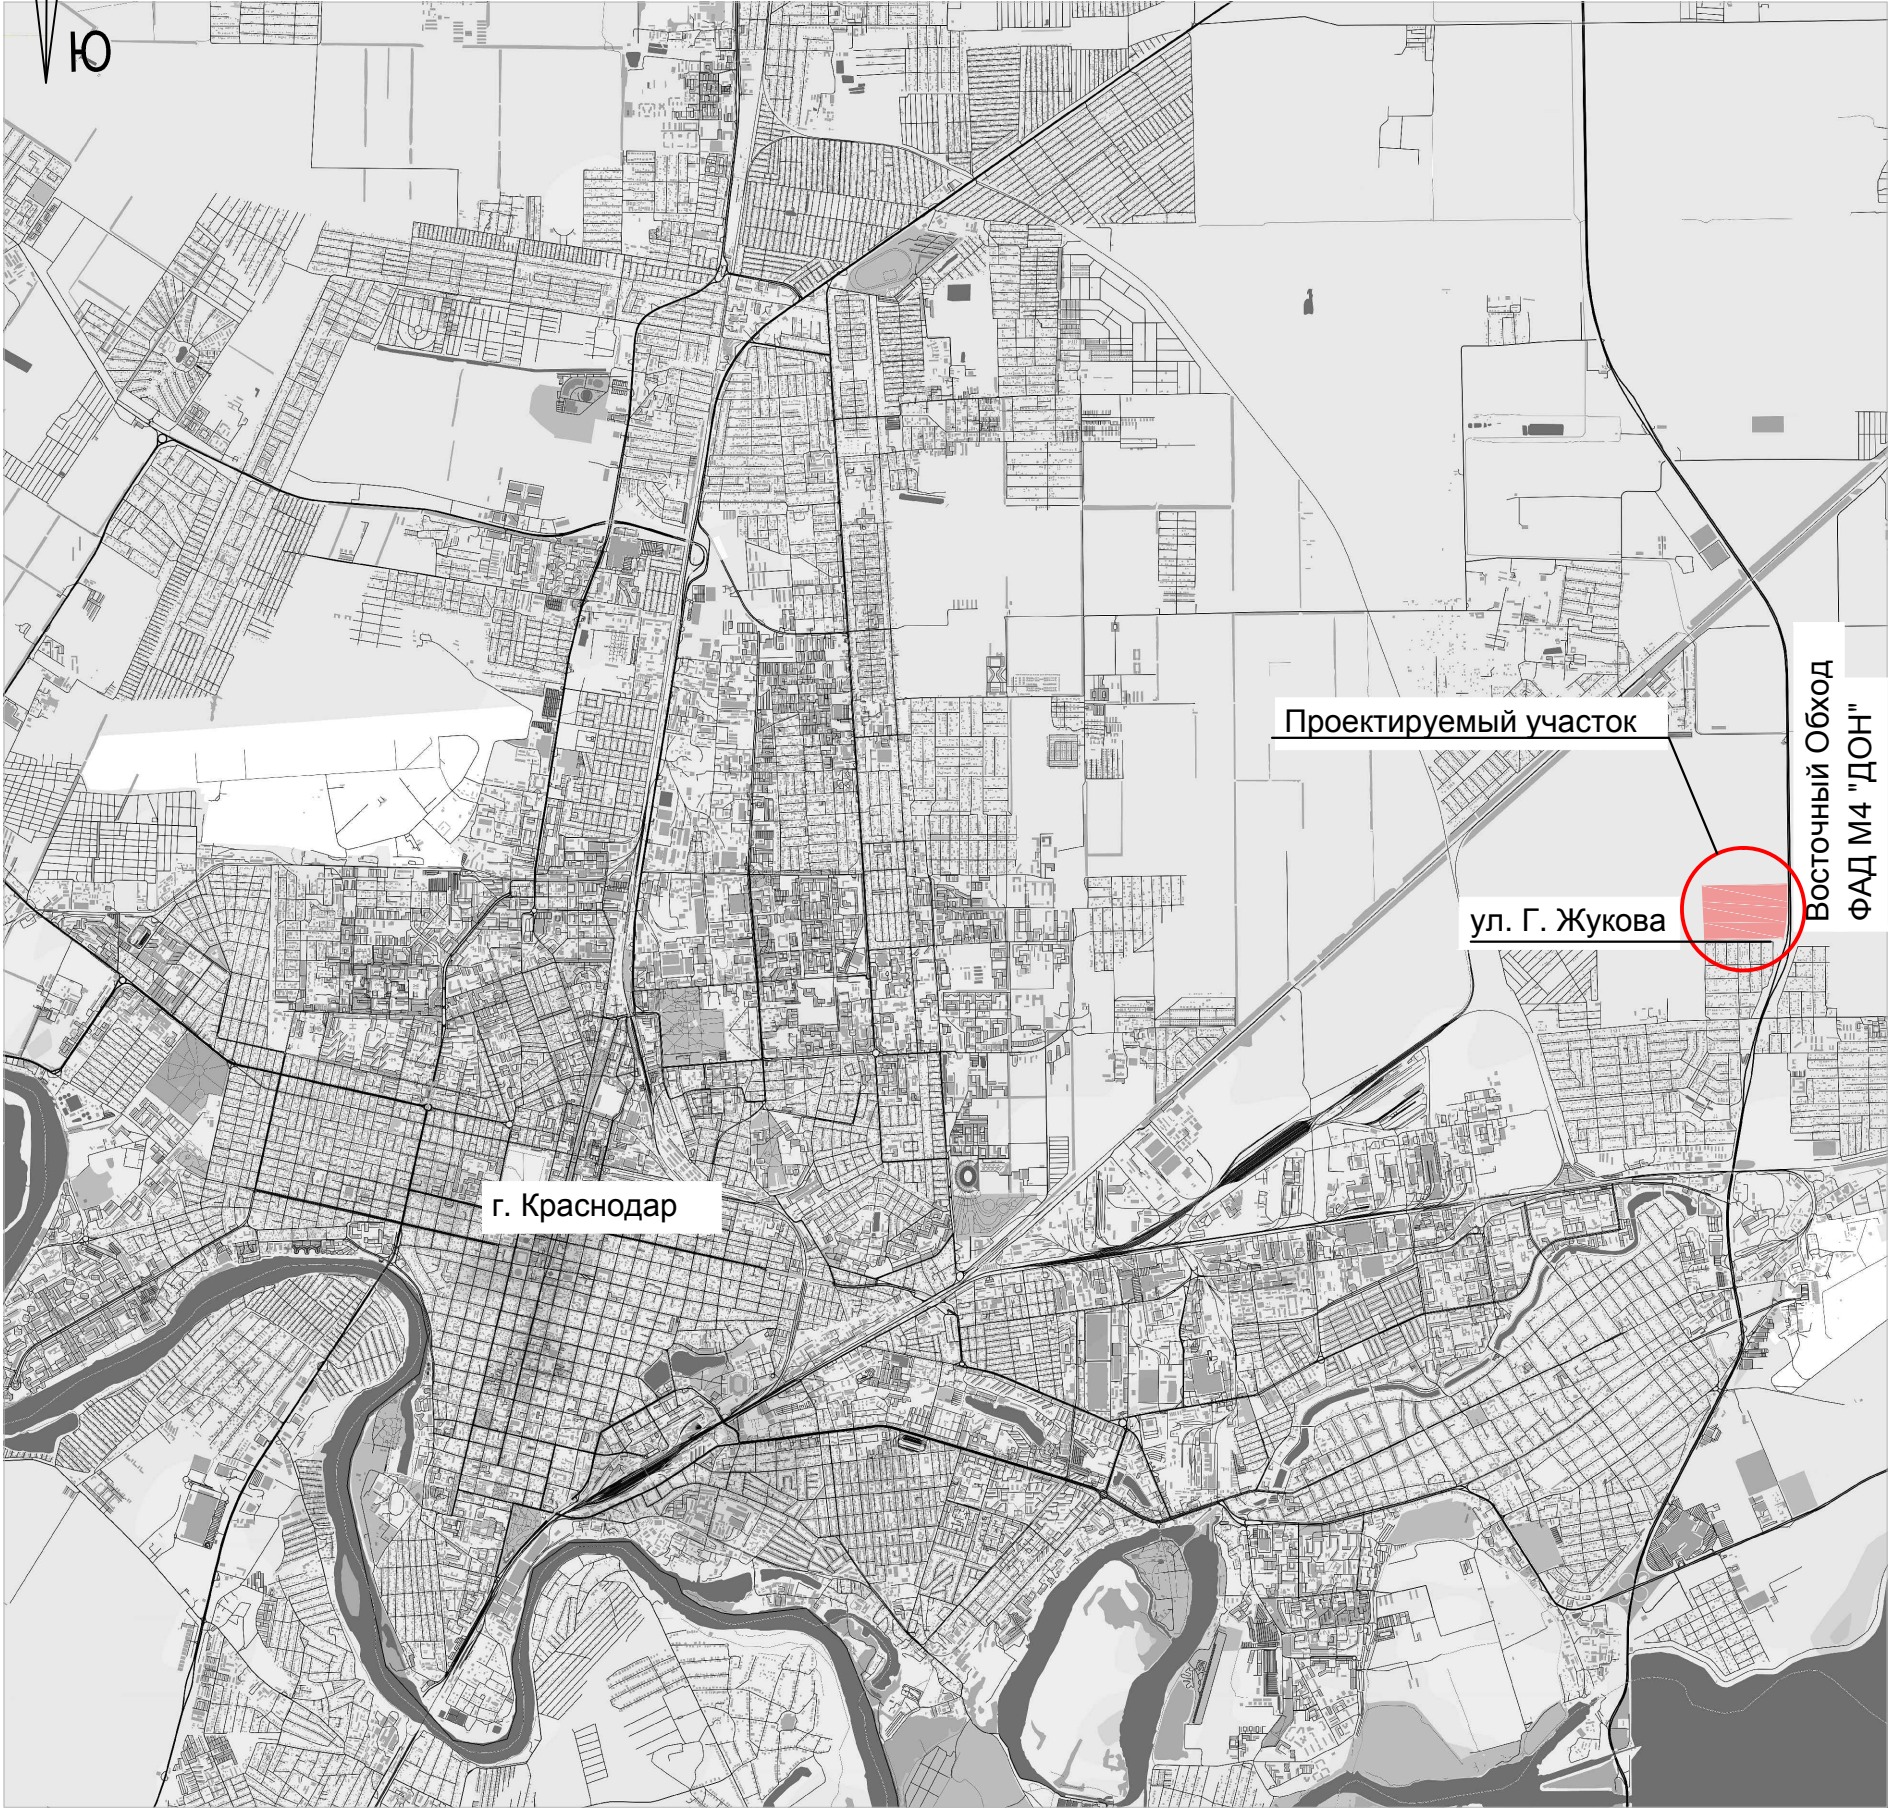 Ю
Проектируемый участок
Восточный Обход
ФАД М4 "ДОН"
ул. Г. Жукова
г. Краснодар